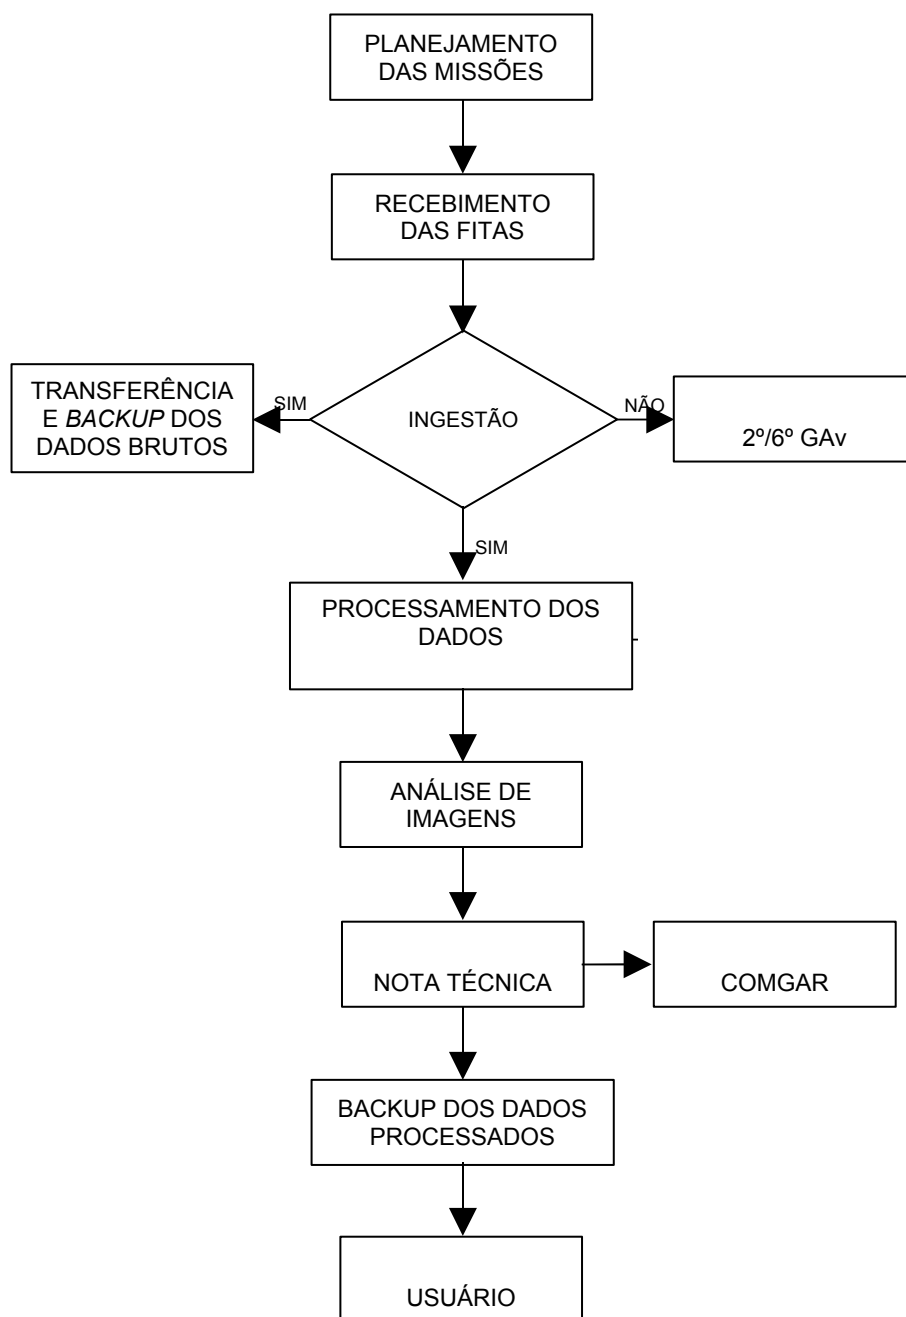 PLANEJAMENTO
DAS MISSÕES
RECEBIMENTO
DAS FITAS
TRANSFERÊNCIA
E BACKUP DOS
DADOS BRUTOS
SIM
INGESTÃO
NÃO
2º/6º GAv
SIM
PROCESSAMENTO DOS
DADOS
ANÁLISE DE
IMAGENS
NOTA TÉCNICA
COMGAR
BACKUP DOS DADOS
PROCESSADOS
USUÁRIO